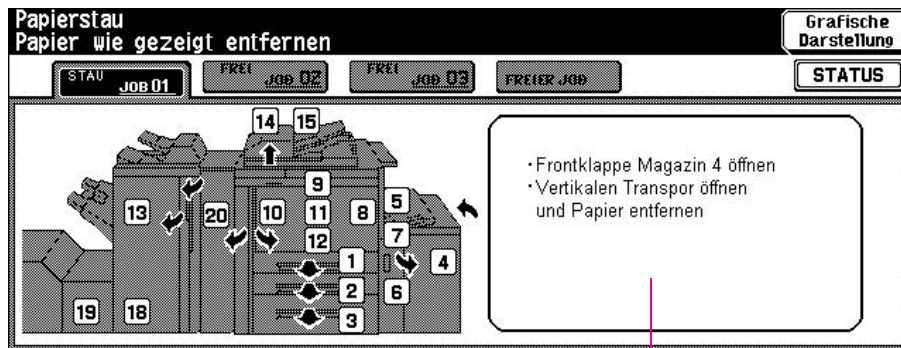 Papierstau
Papier wie gezeigt entfernen
Grafische
Darstellung
STAU
JOB 01
FREI
JOB 02
FREI
JOB 03
FREIER JOB
STATUS
14 15
9
13 20 10 11 8 5
12 7
1 4
2 6
3
19 18
·Frontklappe Magazin 4 öffnen
·Vertikalen Transpor öffnen
und Papier entfernen